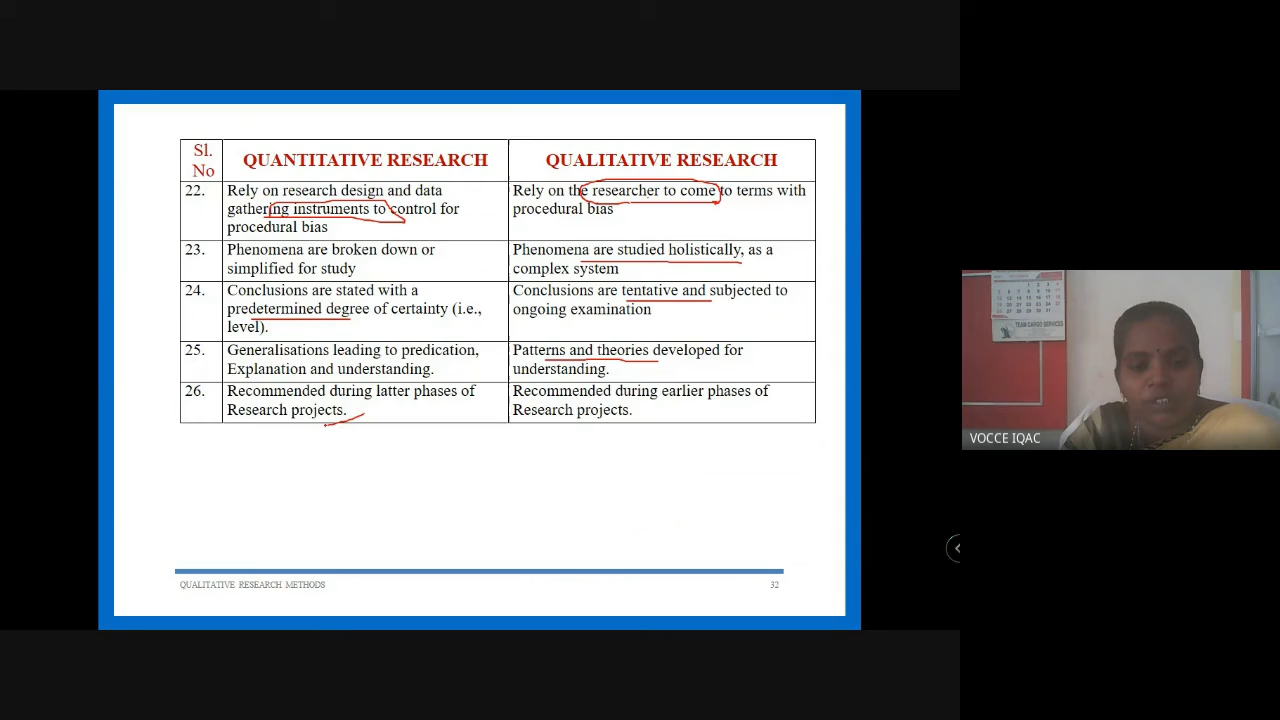 Sl.
No
QUANTITATIVE RESEARCH
QUALITATIVE RESEARCH
22.
Rely on research design and data
gathering instruments to control for
procedural bias
Rely on the researcher to come to terms with
procedural bias
23.
Phenomena are broken down or
simplified for study
Phenomena are studied holistically, as a
complex system
24.
Conclusions are stated with a
predetermined degree of certainty (i.e.,
level).
Conclusions are tentative and subjected to
ongoing examination
25.
Generalisations leading to predication,
Explanation and understanding.
Patterns and theories developed for
understanding.
26.
Recommended during latter phases of
Research projects.
Recommended during earlier phases of
Research projects.
QUALITATIVE RESEARCH METHODS
32
TEAM CARGO SERVICES
VOCCE IQAC